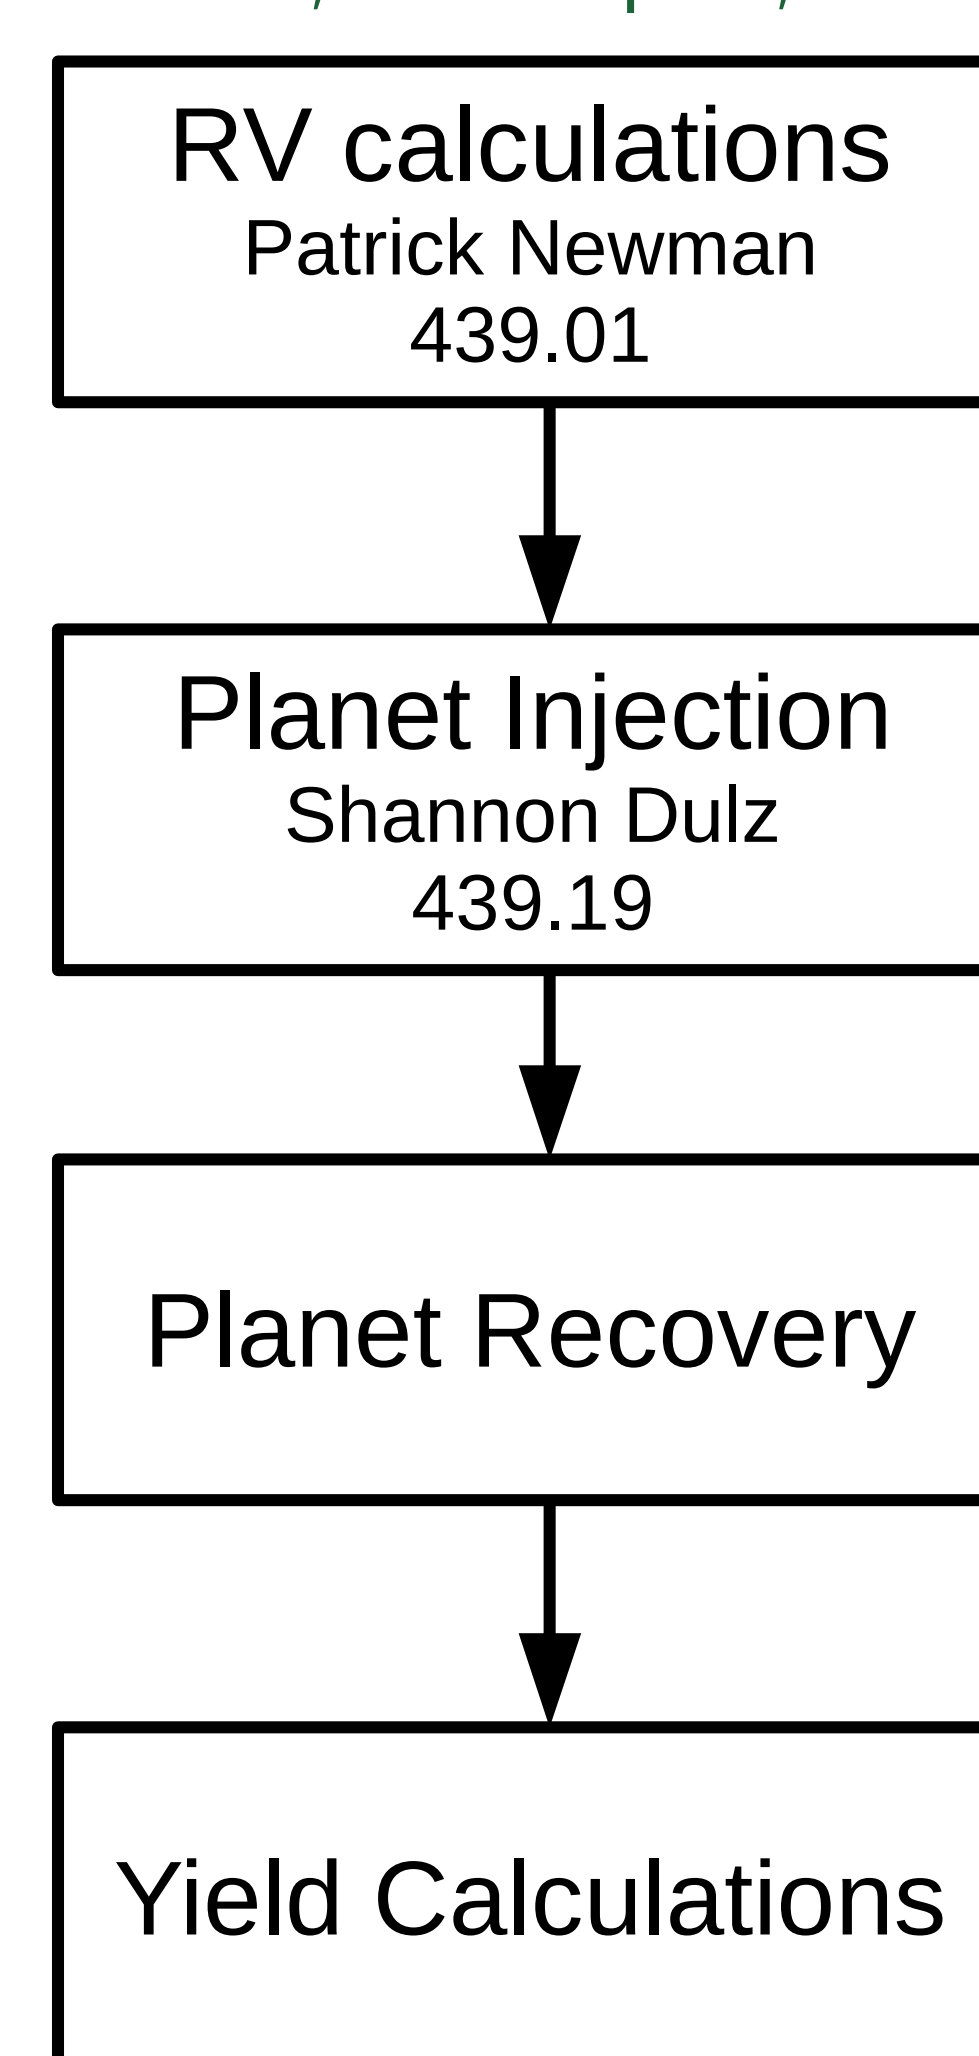 RV calculations
Patrick Newman
439.01
Planet Injection
Shannon Dulz
439.19
Planet Recovery
Yield Calculations